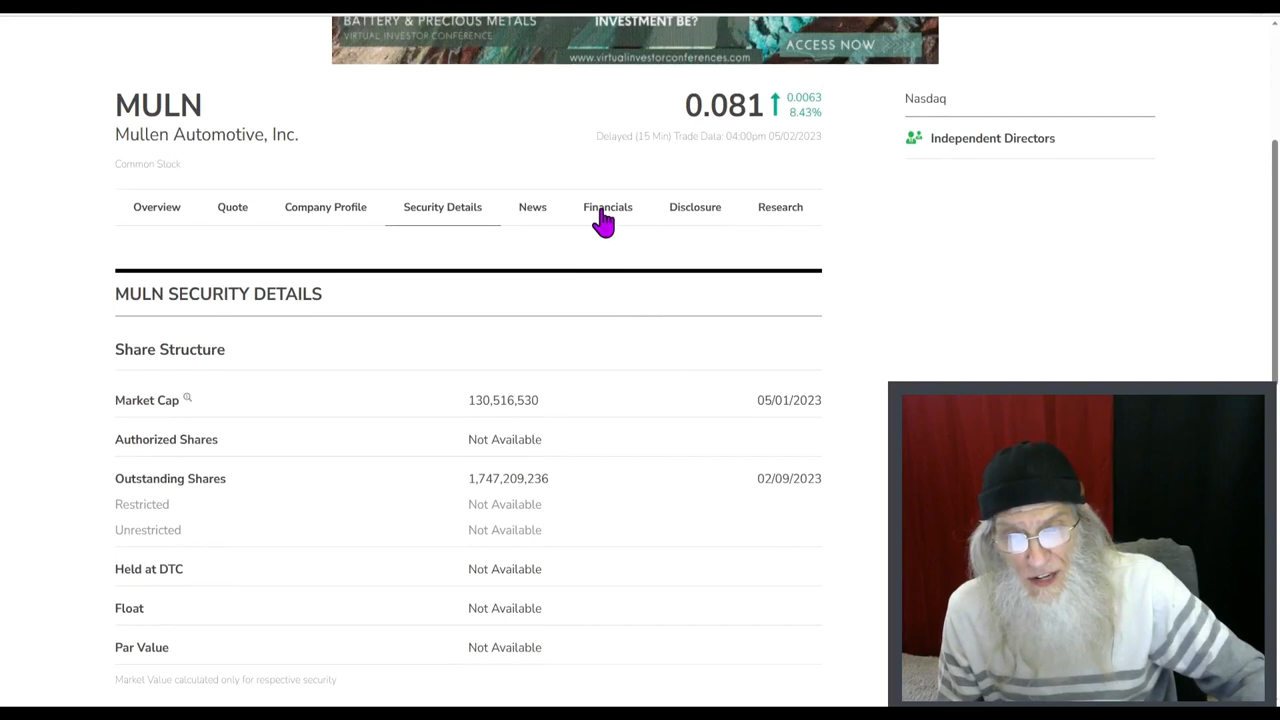 BATTERY & PRECIOUS METALS
VIRTUAL INVESTOR CONFERENCE
INVESTMENT BE?
ACCESS NOW
www.virtualinvestorconferences.com
MULN
Mullen Automotive, Inc.
Common Stock
0.081
0.0063
8.43%
Delayed (15 Min) Trade Data: 04:00pm 05/02/2023
Nasdaq
Independent Directors
Overview Quote Company Profile Security Details News Financials Disclosure Research
MULN SECURITY DETAILS
Share Structure
Market Cap 130,516,530 05/01/2023
Authorized Shares Not Available
Outstanding Shares 1,747,209,236 02/09/2023
Restricted Not Available
Unrestricted Not Available
Held at DTC Not Available
Float Not Available
Par Value Not Available
Market Value calculated only for respective security